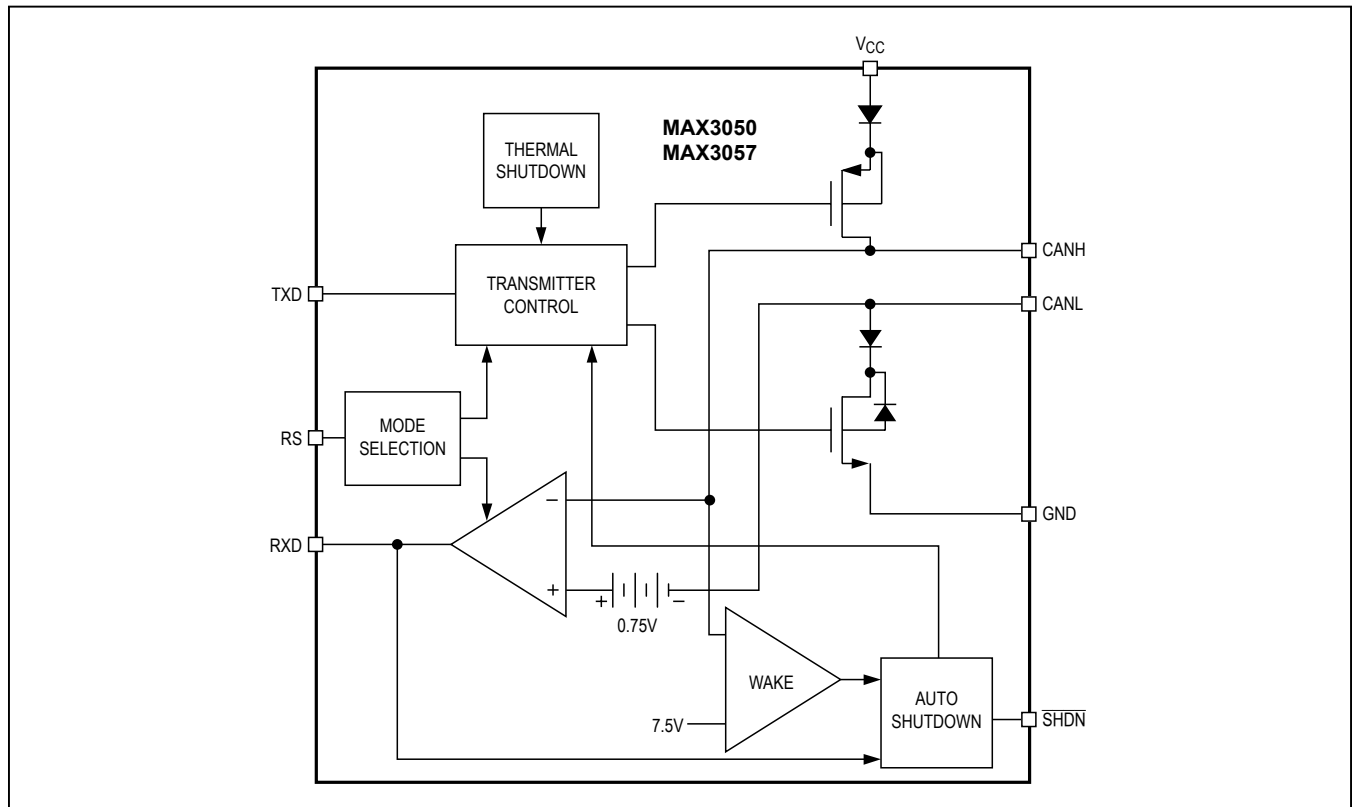 VCC
MAX3050
MAX3057
THERMAL
SHUTDOWN
CANH
TXD
TRANSMITTER
CONTROL
CANL
RS
MODE
SELECTION
−
GND
RXD
+
+
−
0.75V
WAKE
AUTO
SHUTDOWN
SHDN
7.5V